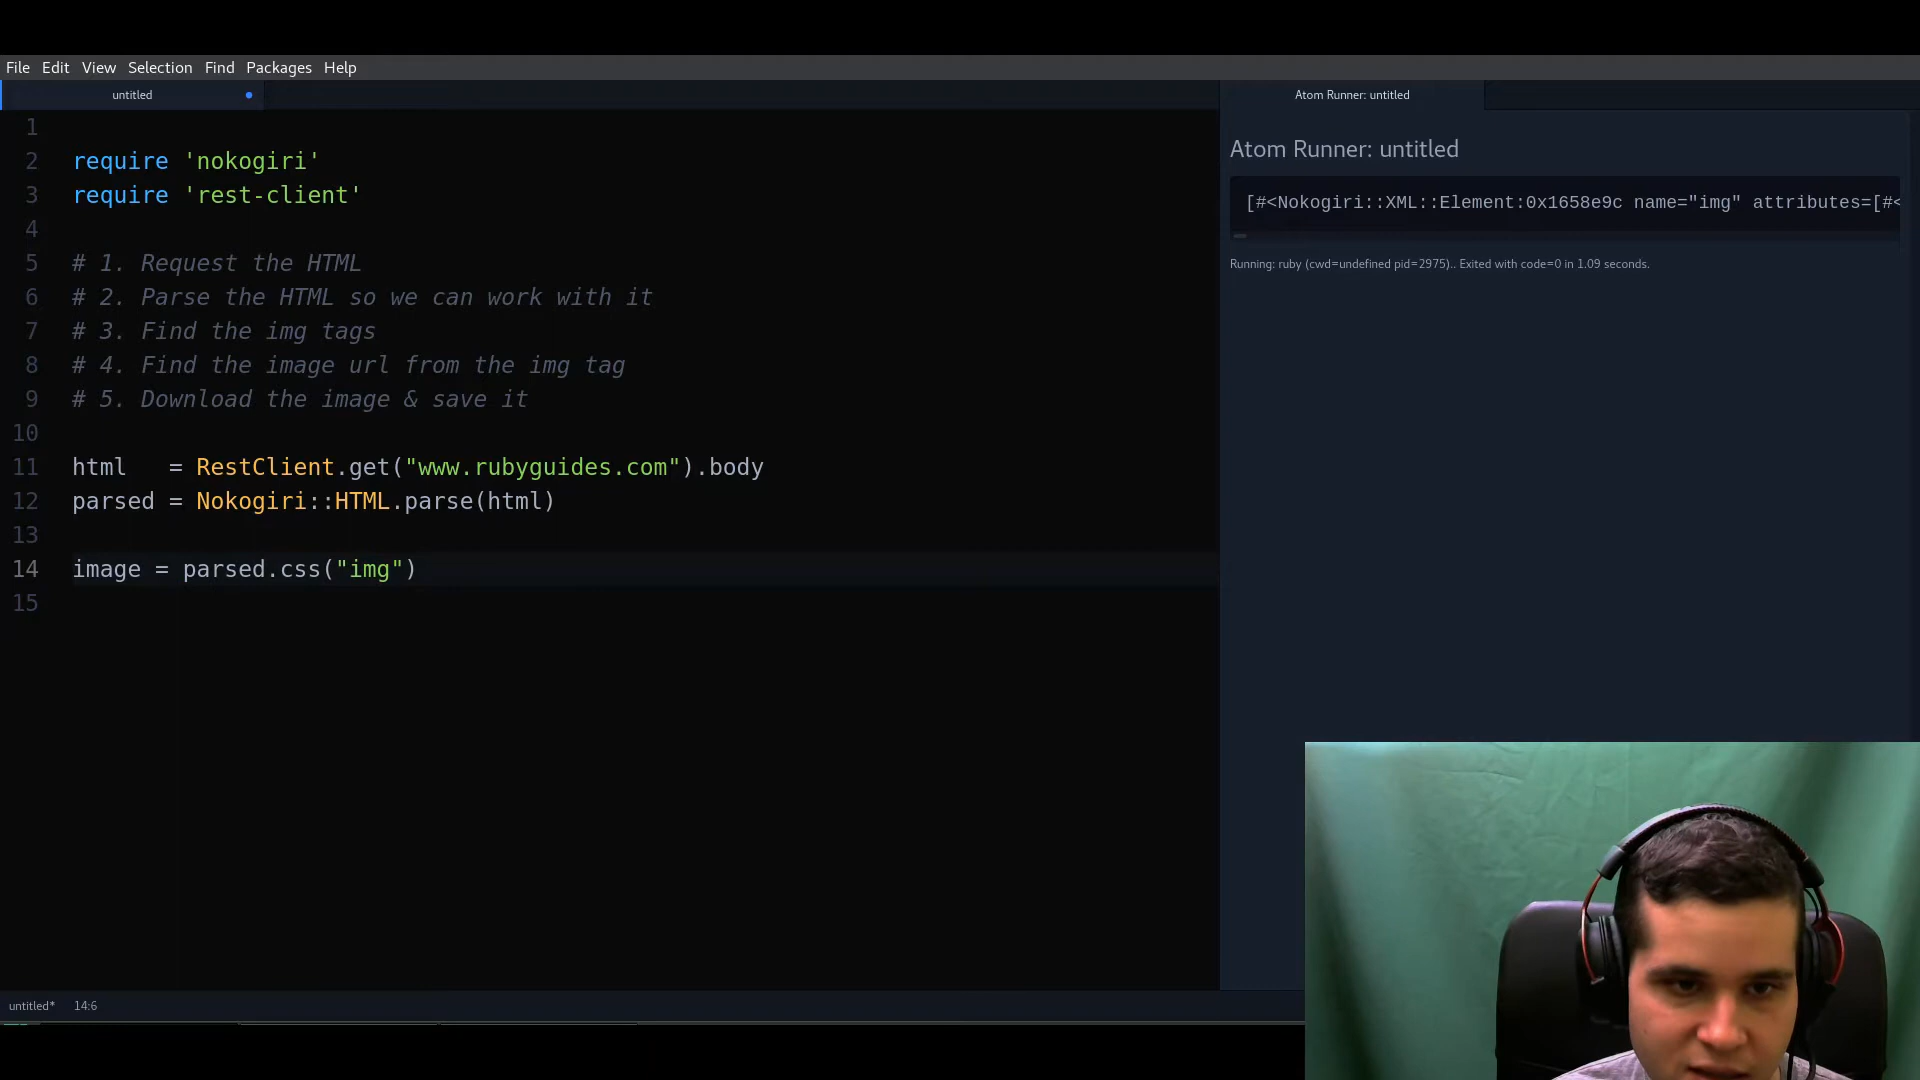 File Edit View Selection Find Packages Help
untitled
Atom Runner: untitled
1
2 require 'nokogiri'
3 require 'rest-client'
4
5 # 1. Request the HTML
6 # 2. Parse the HTML so we can work with it
7 # 3. Find the img tags
8 # 4. Find the image url from the img tag
9 # 5. Download the image & save it
10
11 html   = RestClient.get("www.rubyguides.com").body
12 parsed = Nokogiri::HTML.parse(html)
13
14 image = parsed.css("img")
15
Atom Runner: untitled
[#<Nokogiri::XML::Element:0x1658e9c name="img" attributes=[#<
Running: ruby (cwd=undefined pid=2975).. Exited with code=0 in 1.09 seconds.
untitled* 14:6